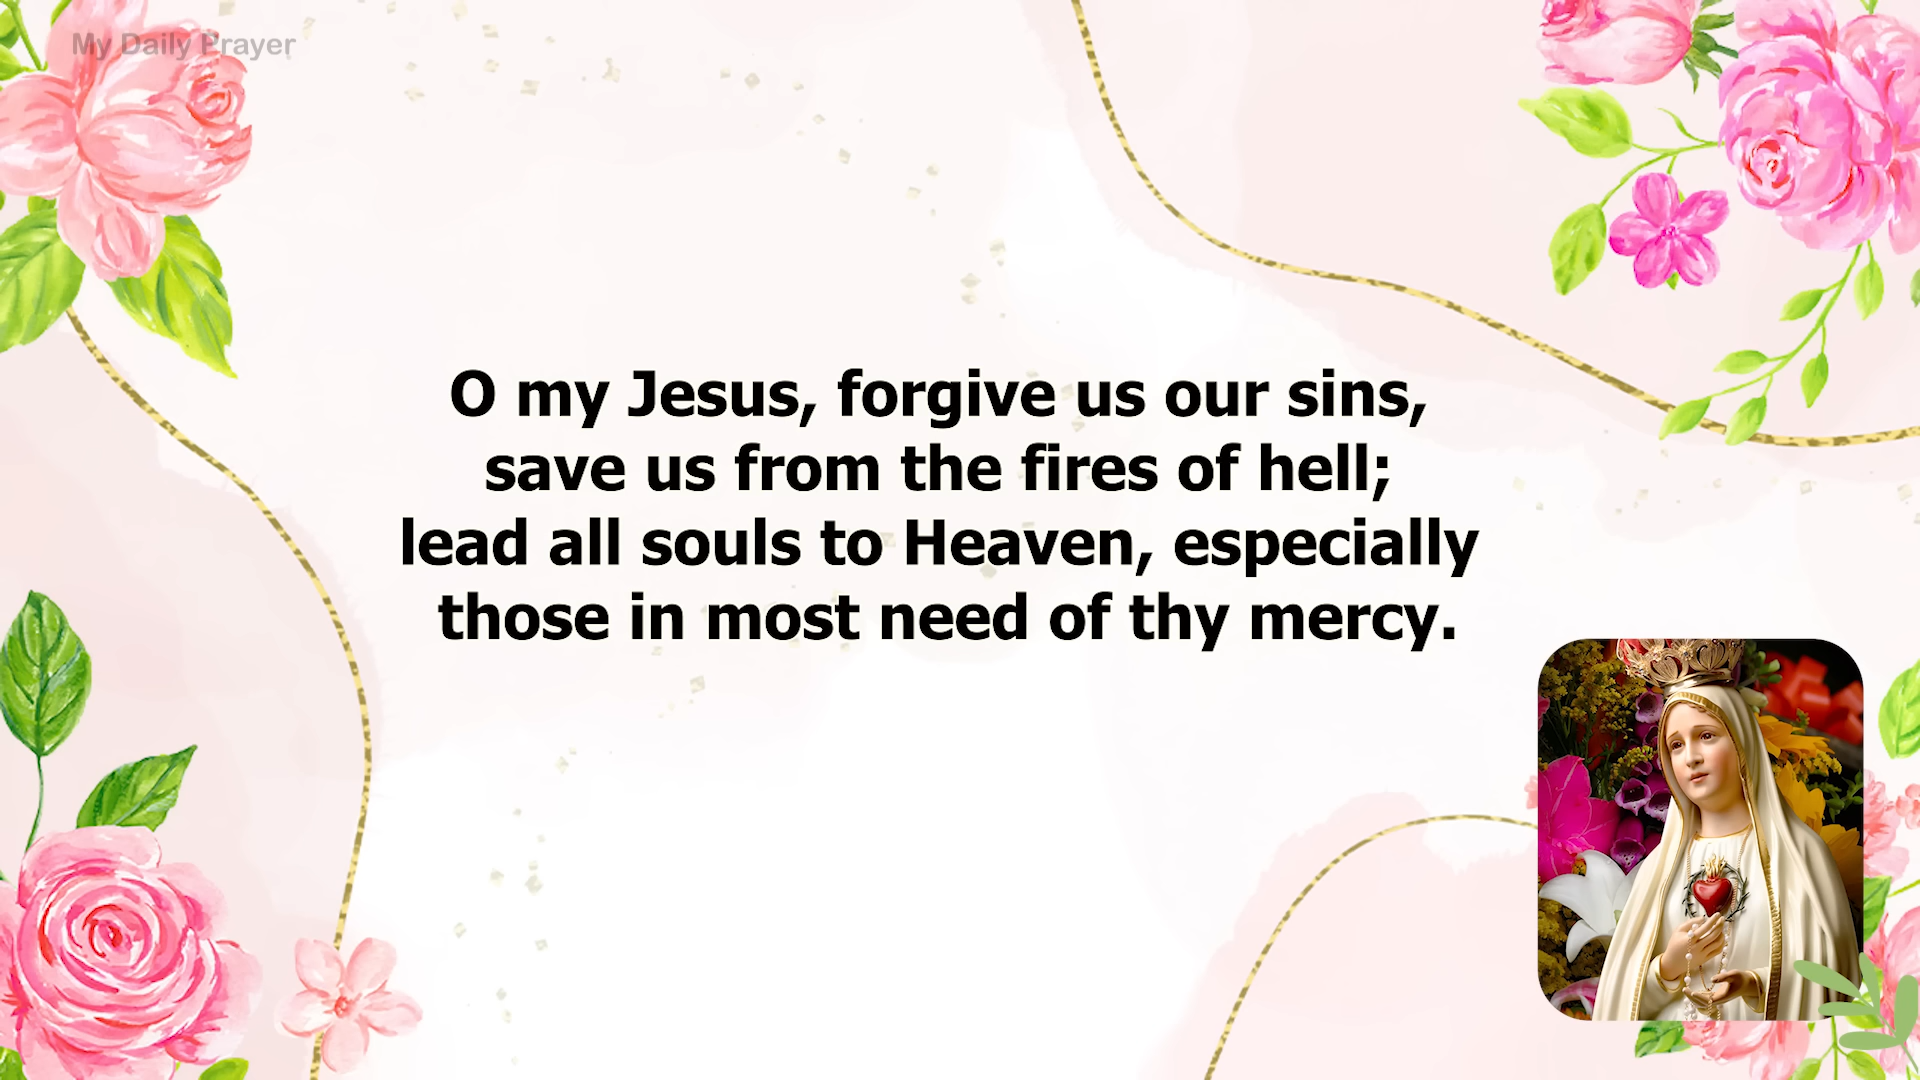 My Daily Prayer
O my Jesus, forgive us our sins,
save us from the fires of hell;
lead all souls to Heaven, especially
those in most need of thy mercy.